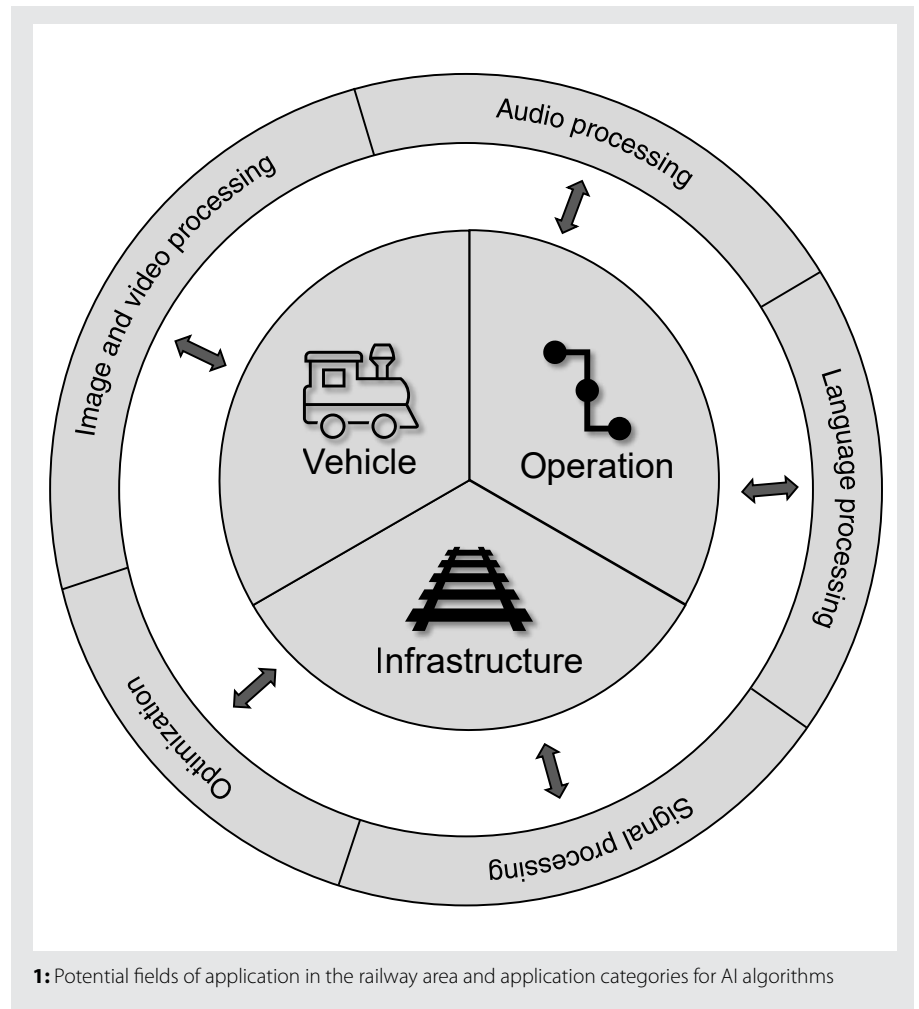 Audio processing
Image and video processing
Language processing
Vehicle
Operation
Infrastructure
Optimization
Signal processing
1: Potential fields of application in the railway area and application categories for AI algorithms